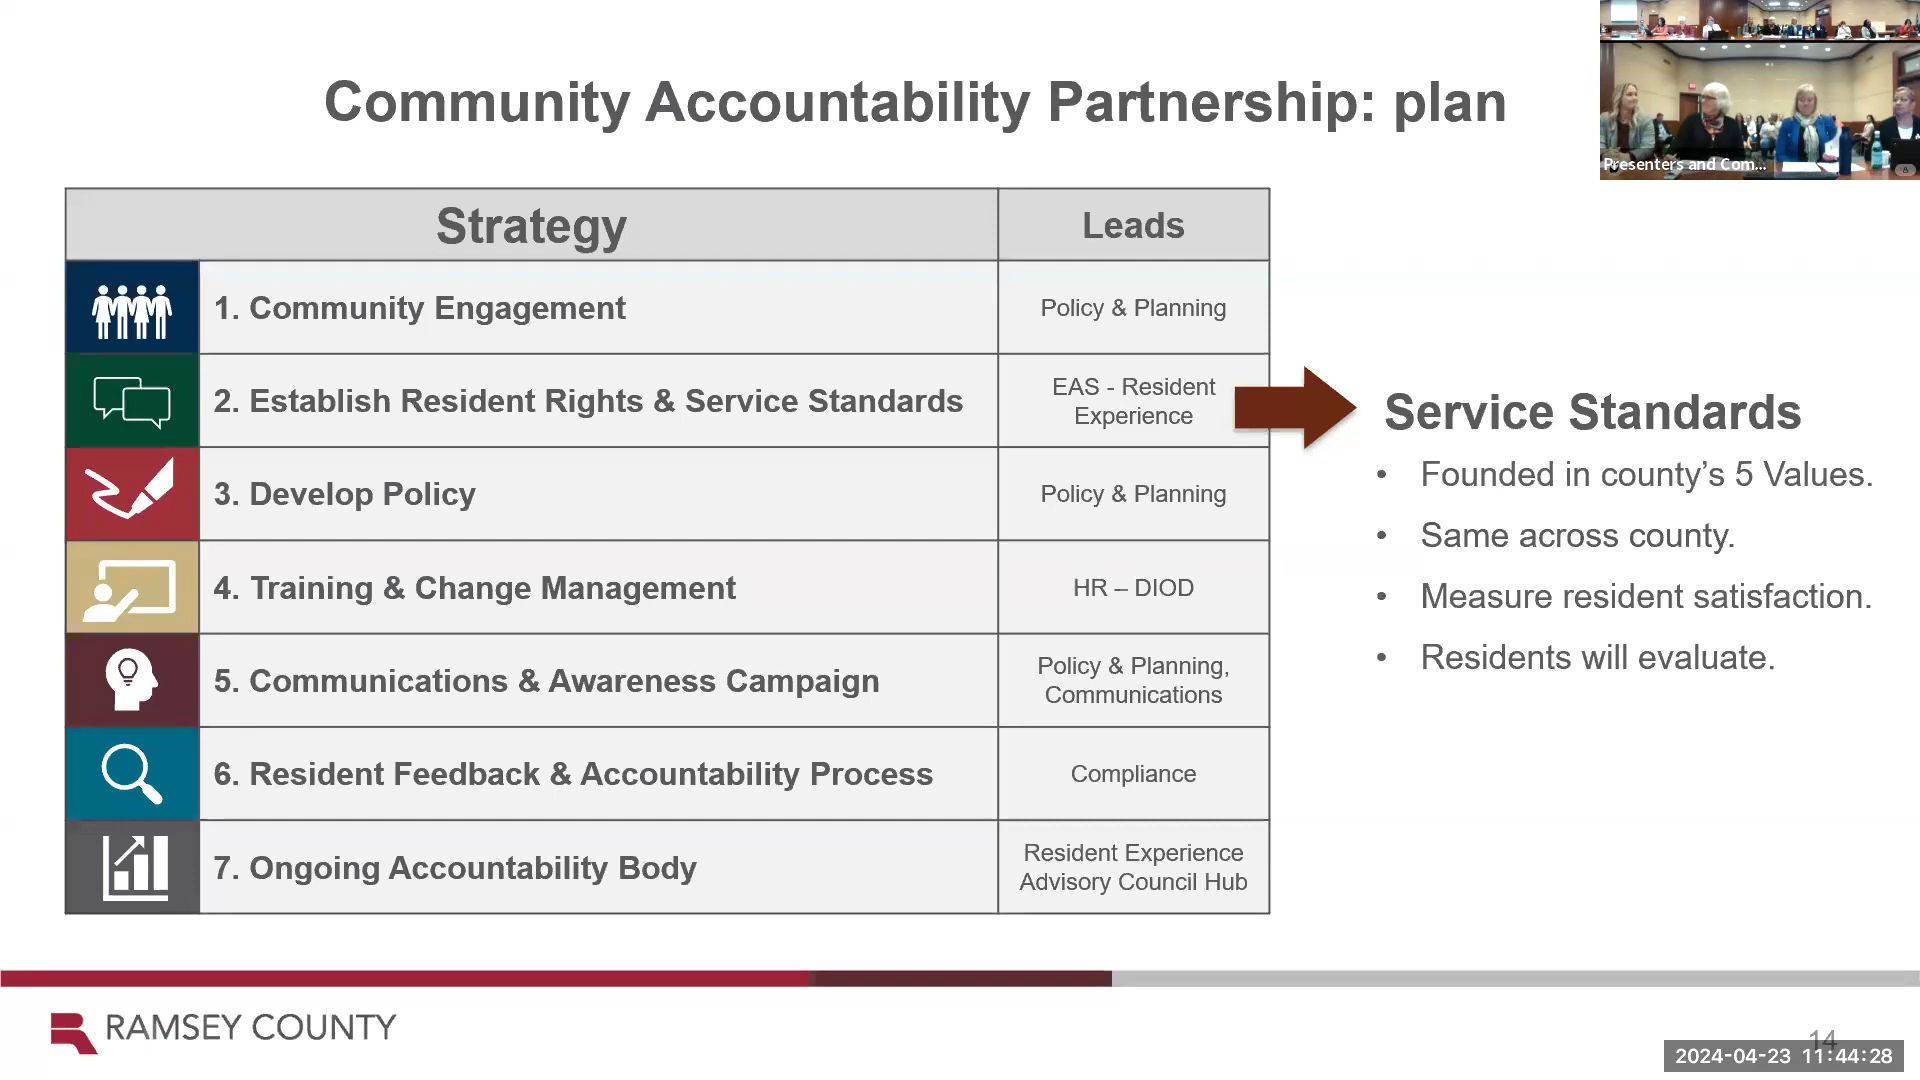 Community Accountability Partnership: plan
Presenters and Com...
Strategy
Leads
1. Community Engagement
Policy & Planning
2. Establish Resident Rights & Service Standards
EAS - Resident
Experience
3. Develop Policy
Policy & Planning
4. Training & Change Management
HR – DIOD
5. Communications & Awareness Campaign
Policy & Planning,
Communications
6. Resident Feedback & Accountability Process
Compliance
7. Ongoing Accountability Body
Resident Experience
Advisory Council Hub
Service Standards
• Founded in county’s 5 Values.
• Same across county.
• Measure resident satisfaction.
• Residents will evaluate.
RAMSEY COUNTY
14
2024-04-23 11:44:28